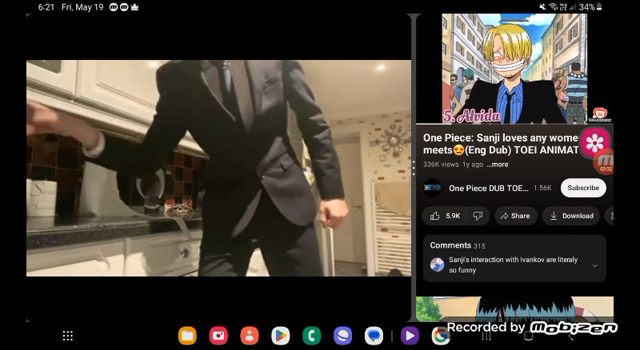 6:21 Fri, May 19
34%
5. Alvida
One Piece: Sanji loves any wome
meets😍(Eng Dub) TOEI ANIMAT
336K views 1y ago ...more
One Piece DUB TOE... 1.56K Subscribe
5.9K Share Download
Comments 315
Sanji's interaction with Ivankov are literaly
so funny
Recorded by mobizen